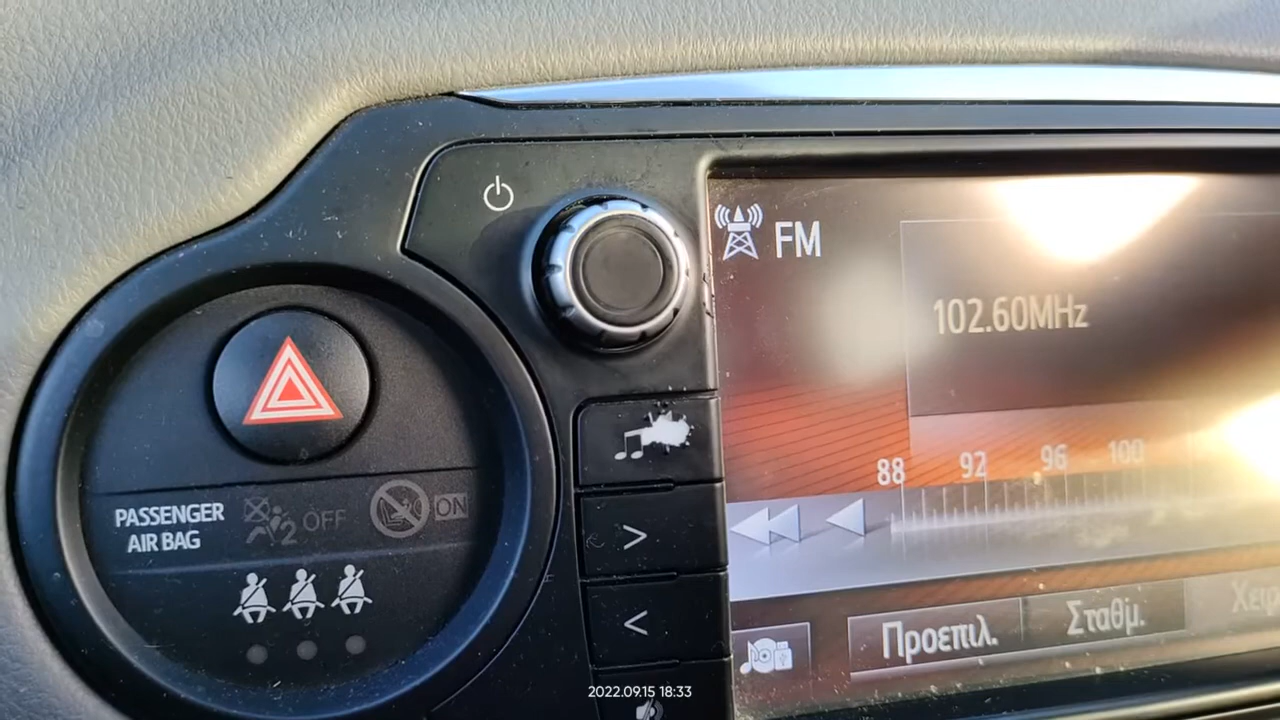 FM
102.60MHz
88 92 96 100
PASSENGER
AIR BAG
2 OFF
ON
>
<
Προεπιλ.
Σταθμ.
2022.09.15 18:33